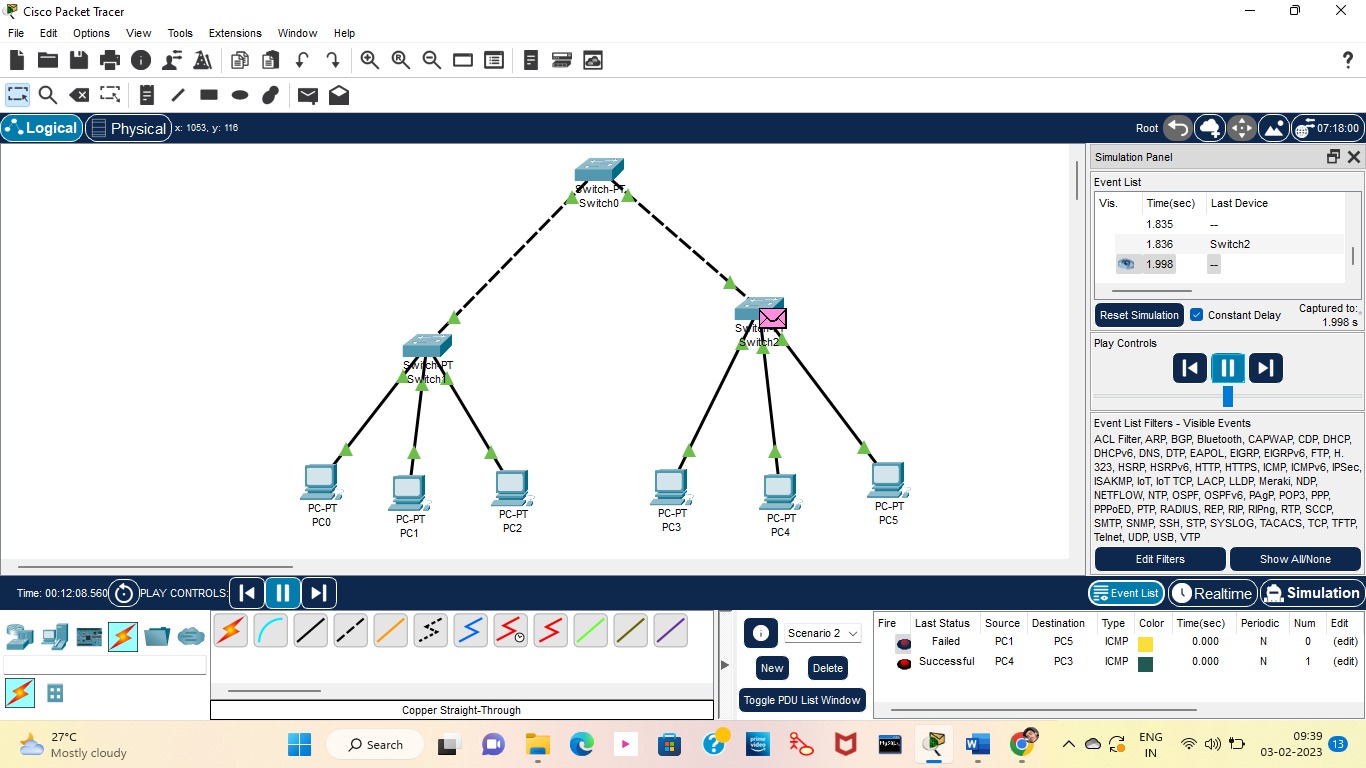 Cisco Packet Tracer
File Edit Options View Tools Extensions Window Help
Logical Physical x: 1053, y: 116 Root 07:18:00
Simulation Panel
Event List
Vis. Time(sec) Last Device
1.835 --
1.836 Switch2
1.998 --
Reset Simulation Constant Delay Captured to:
1.998 s
Play Controls
Event List Filters - Visible Events
ACL Filter, ARP, BGP, Bluetooth, CAPWAP, CDP, DHCP,
DHCPv6, DNS, DTP, EAPOL, EIGRP, EIGRPv6, FTP, H.
323, HSRP, HSRPv6, HTTP, HTTPS, ICMP, ICMPv6, IPSec,
ISAKMP, IoT, IoT TCP, LACP, LLDP, Meraki, NDP,
NETFLOW, NTP, OSPF, OSPFv6, PAgP, POP3, PPP,
PPPoED, PTP, RADIUS, REP, RIP, RIPng, RTP, SCCP,
SMTP, SNMP, SSH, STP, SYSLOG, TACACS, TCP, TFTP,
Telnet, UDP, USB, VTP
Edit Filters Show All/None
Switch-PT
Switch0
Switch-PT
Switch1
Switch2
PC-PT
PC0
PC-PT
PC1
PC-PT
PC2
PC-PT
PC3
PC-PT
PC4
PC-PT
PC5
Time: 00:12:08.560 PLAY CONTROLS:
Event List Realtime Simulation
Scenario 2
New Delete
Toggle PDU List Window
Fire Last Status Source Destination Type Color Time(sec) Periodic Num Edit
Failed PC1 PC5 ICMP 0.000 N 0 (edit)
Successful PC4 PC3 ICMP 0.000 N 1 (edit)
Copper Straight-Through
27°C
Mostly cloudy
Search
prime video
MySQL
ENG
IN
09:39
03-02-2023
13